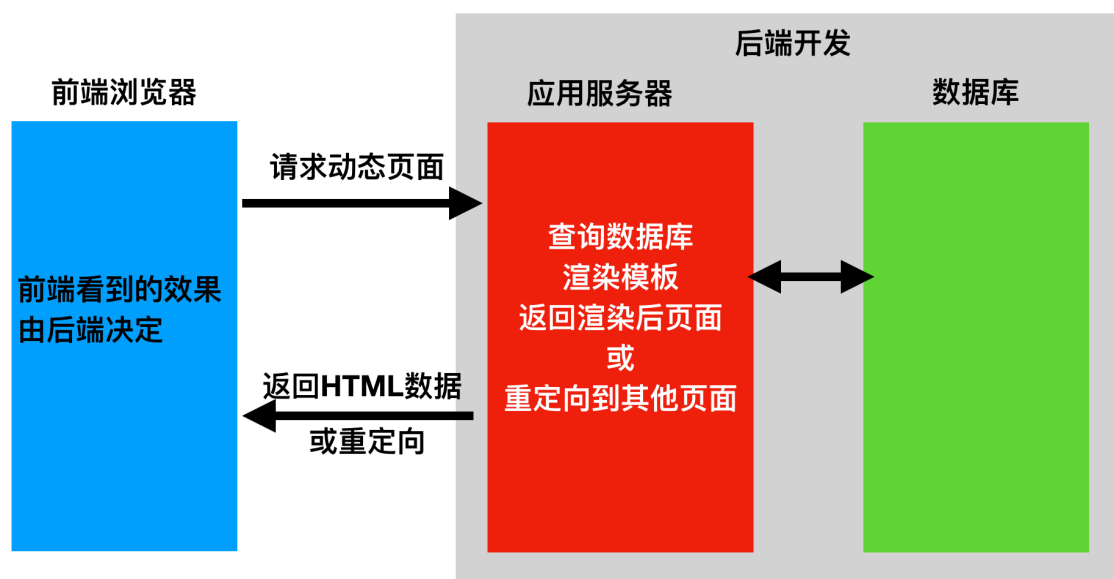 后端开发
前端浏览器
应用服务器
数据库
请求动态页面
前端看到的效果
由后端决定
查询数据库
渲染模板
返回渲染后页面
或
重定向到其他页面
返回HTML数据
或重定向